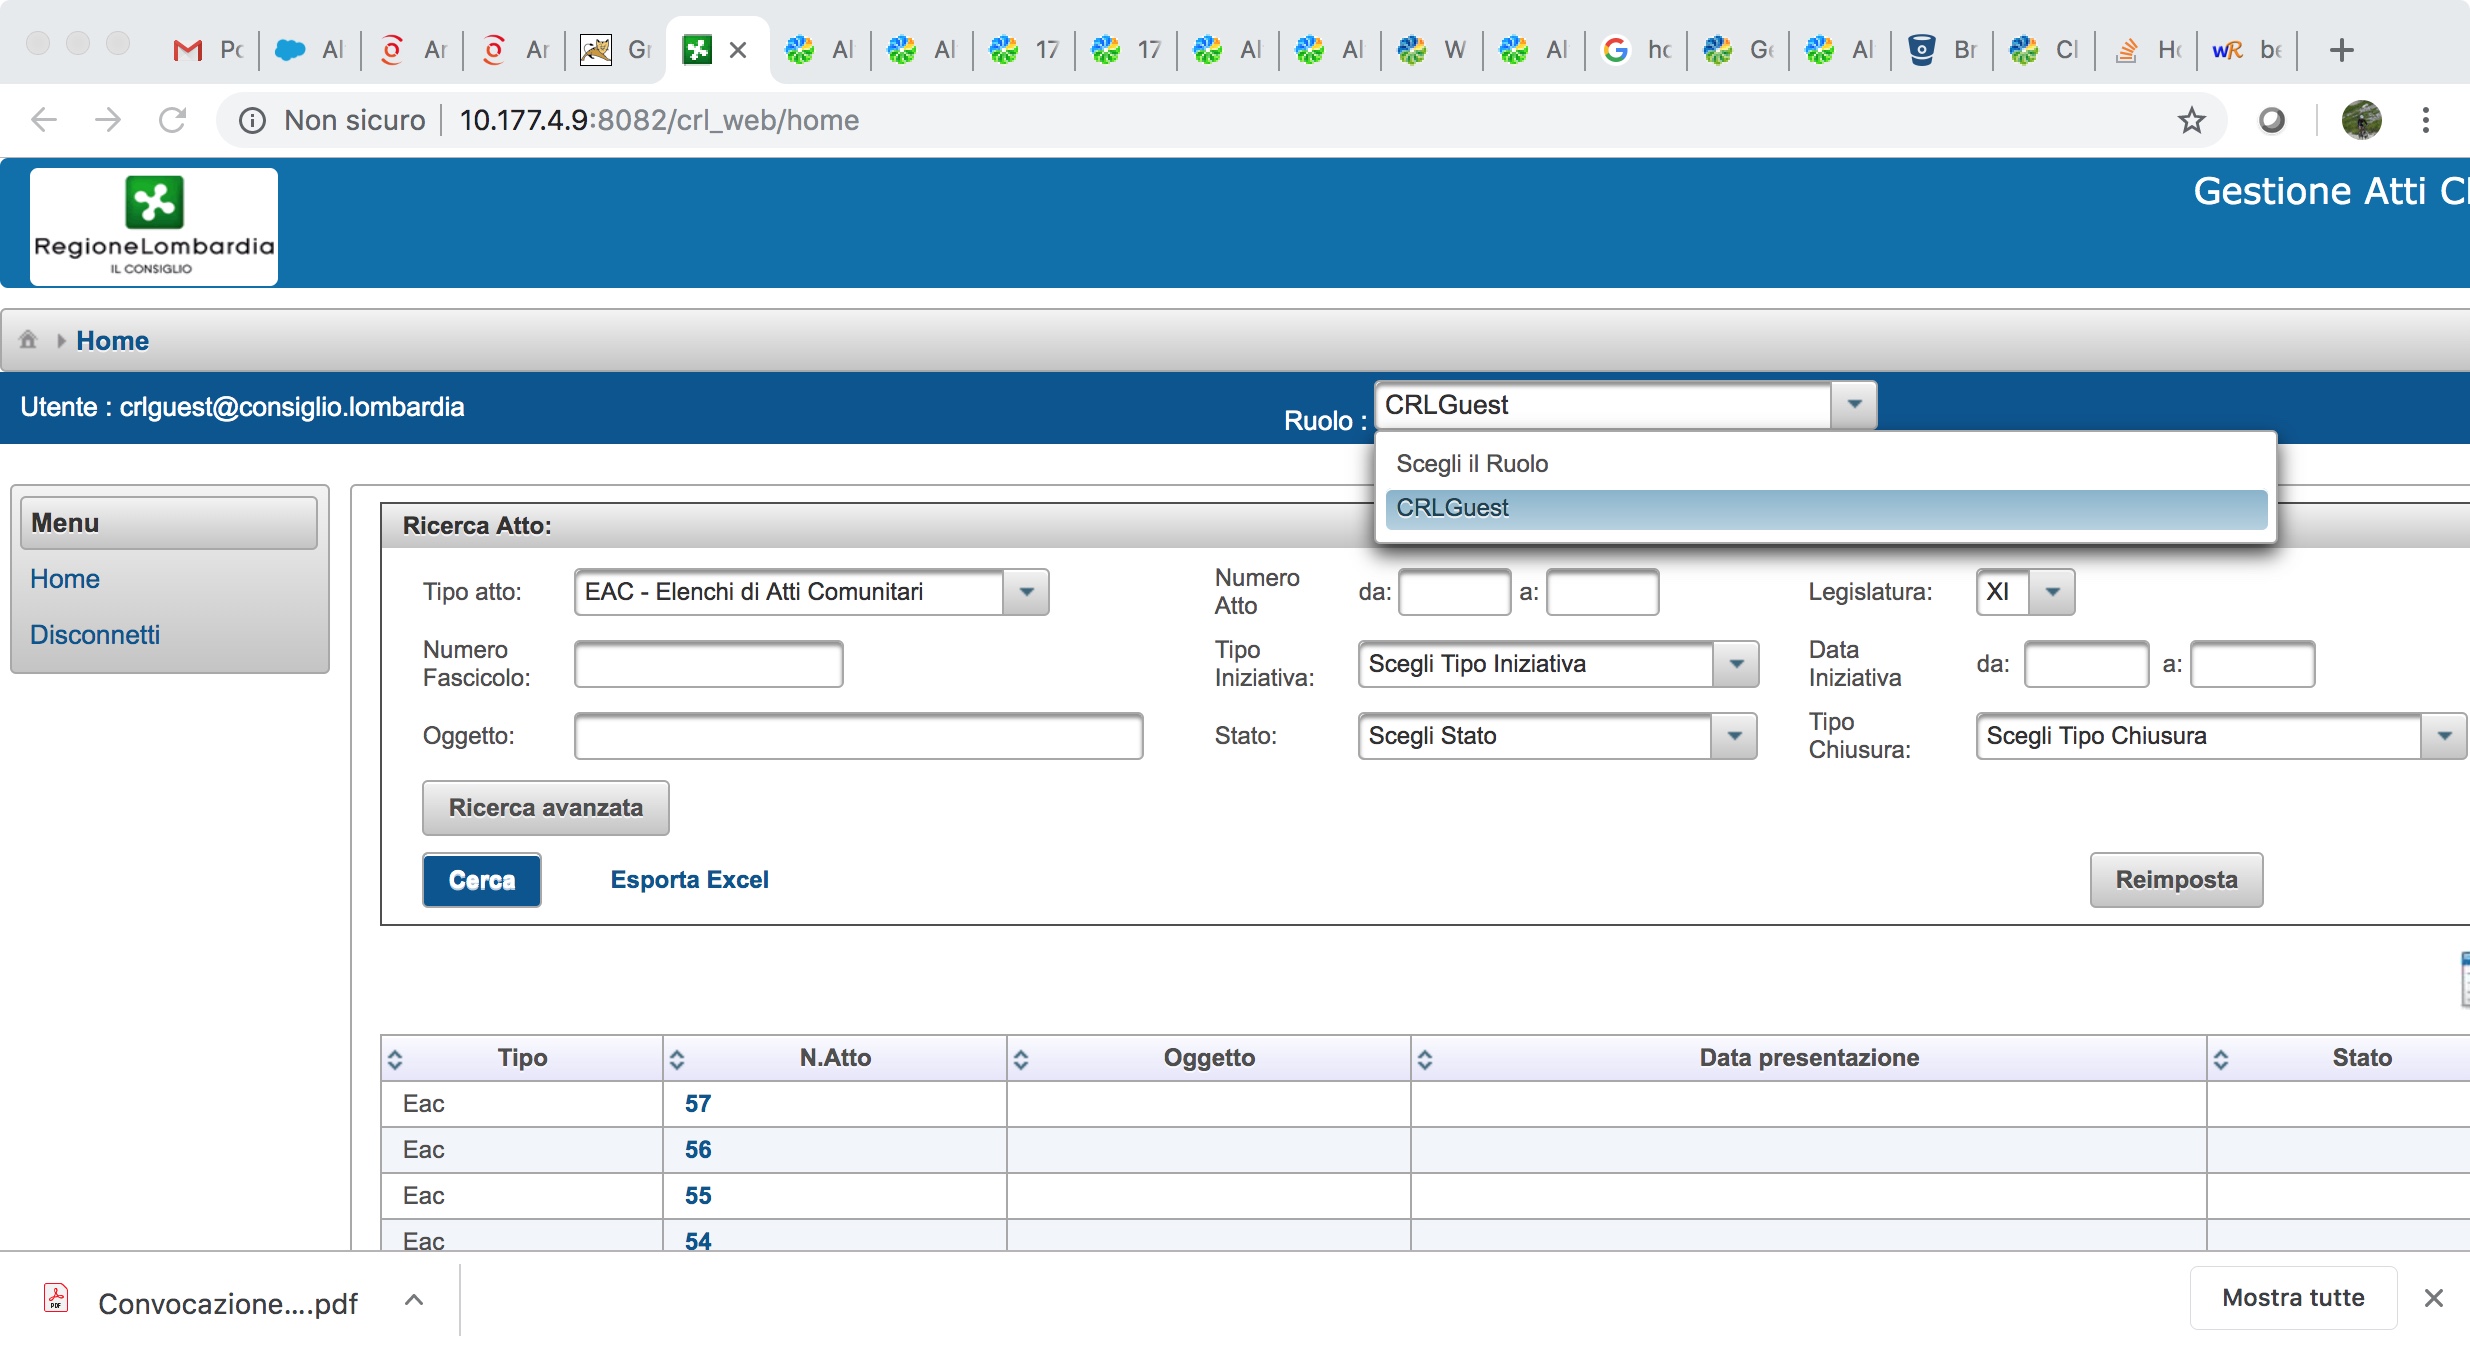 Pc Al Ar Ar Gr Al Al 17 17 Al Al W Al hc Ge Al Br Cl Hc be
Non sicuro 10.177.4.9:8082/crl_web/home
Gestione Atti
RegioneLombardia
IL CONSIGLIO
Home
Utente : crlguest@consiglio.lombardia
Ruolo : CRLGuest
Scegli il Ruolo
CRLGuest
Menu
Home
Disconnetti
Ricerca Atto:
Tipo atto: EAC - Elenchi di Atti Comunitari
Numero Atto da: a:
Legislatura: XI
Numero Fascicolo:
Tipo Iniziativa: Scegli Tipo Iniziativa
Data Iniziativa da: a:
Oggetto:
Stato: Scegli Stato
Tipo Chiusura: Scegli Tipo Chiusura
Ricerca avanzata
Cerca Esporta Excel Reimposta
Tipo N.Atto Oggetto Data presentazione Stato
Eac 57
Eac 56
Eac 55
Eac 54
Convocazione....pdf Mostra tutte